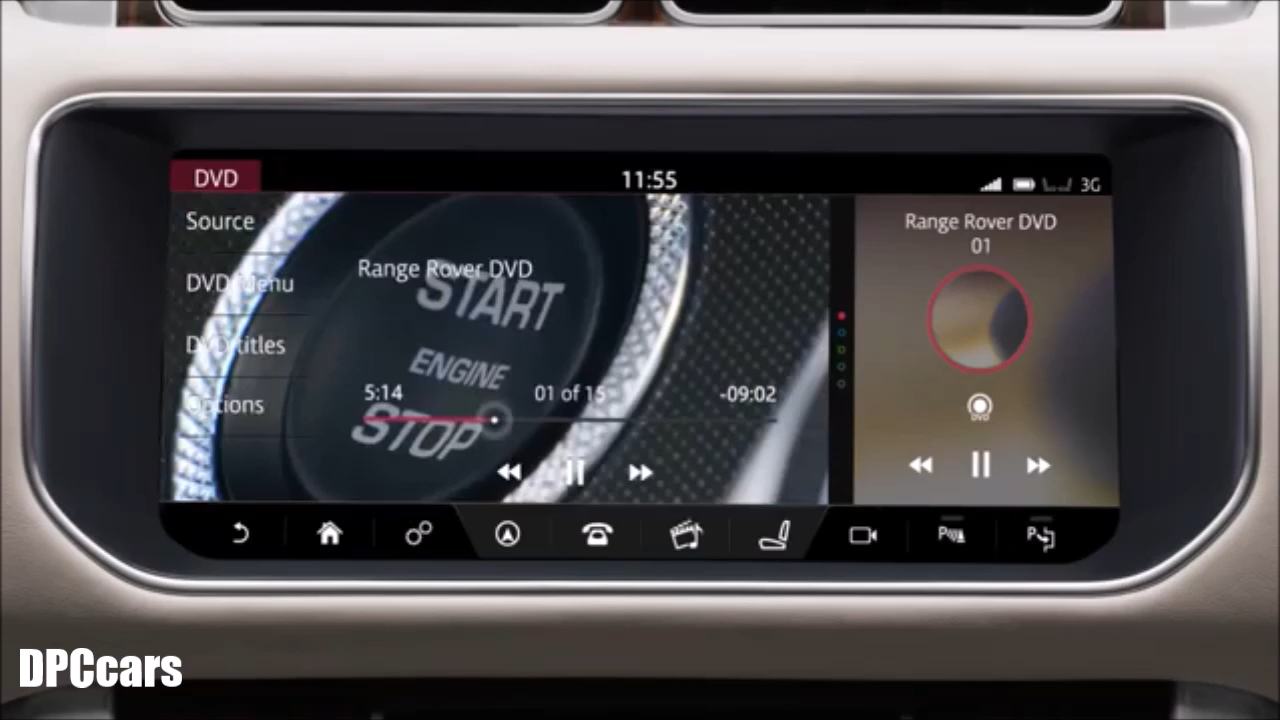 DVD
11:55
3G
Source
DVD Menu
DVD titles
Options
Range Rover DVD
START
ENGINE
STOP
5:14
01 of 15
-09:02
Range Rover DVD
01
DVD
DPCcars